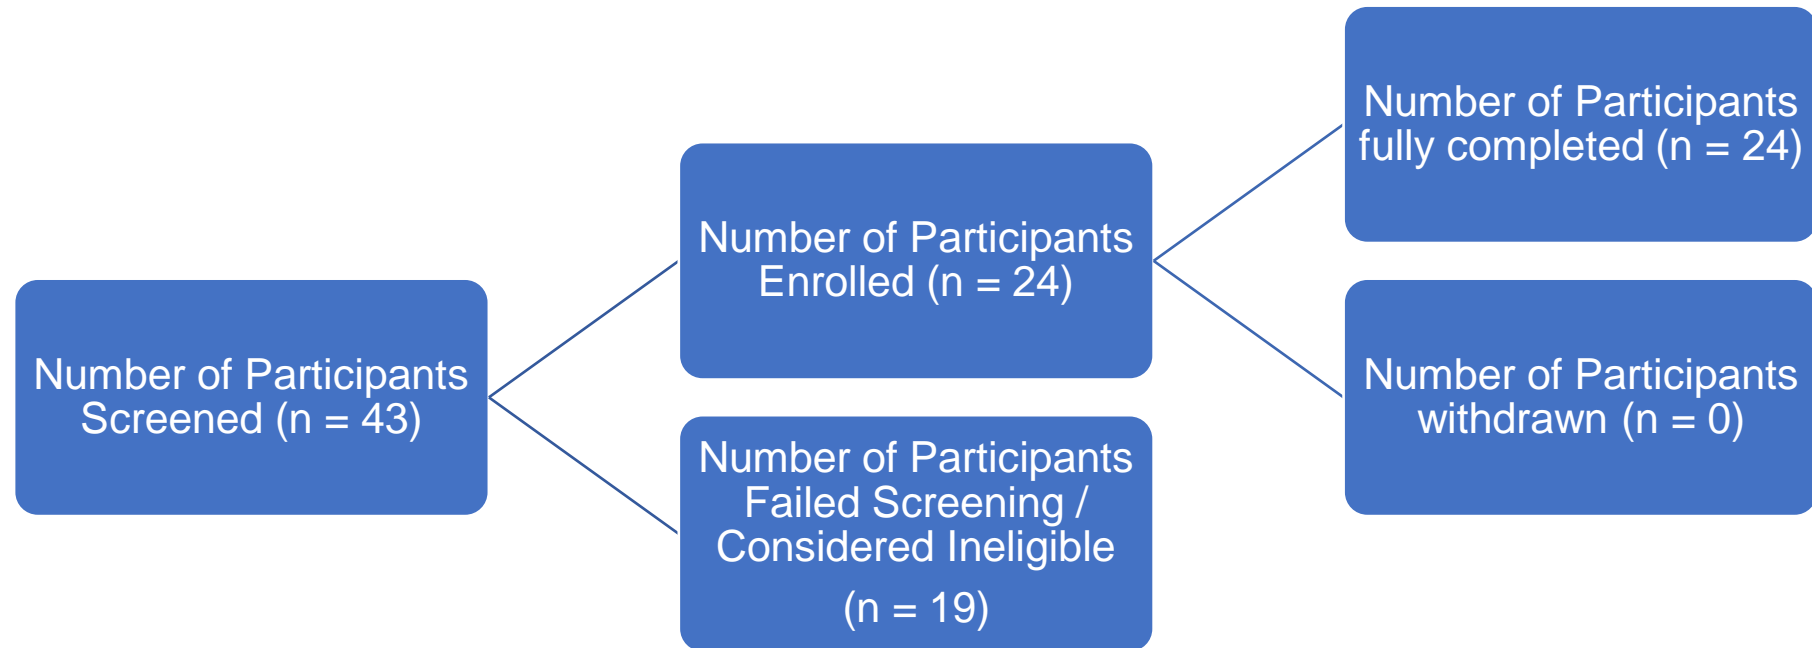 Number of Participants
Screened (n = 43)
Number of Participants
Enrolled (n = 24)
Number of Participants
Failed Screening /
Considered Ineligible
(n = 19)
Number of Participants
fully completed (n = 24)
Number of Participants
withdrawn (n = 0)